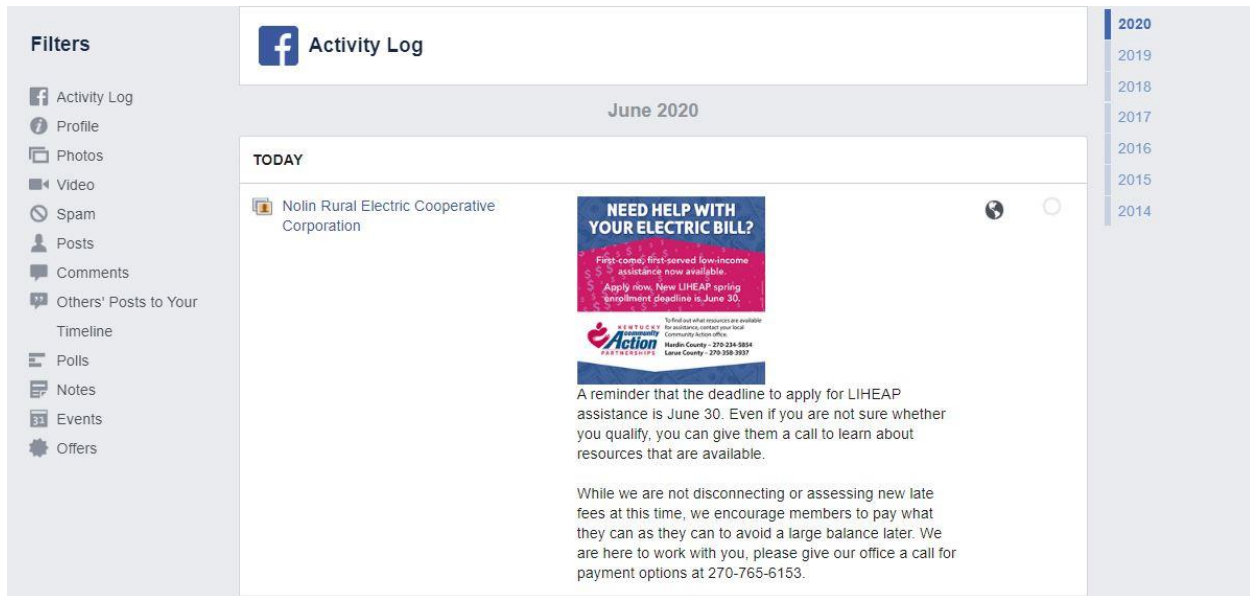 Filters
Activity Log
Profile
Photos
Video
Spam
Posts
Comments
Others' Posts to Your
Timeline
Polls
Notes
31 Events
Offers
f Activity Log
June 2020
TODAY
Nolin Rural Electric Cooperative
Corporation
NEED HELP WITH
YOUR ELECTRIC BILL?
First-come, first-served low-income
assistance now available.
Apply now, New LIHEAP spring
enrollment deadline is June 30.
KENTUCKY
community
Action
PARTNERSHIPS
To find out what resources are available
for assistance, contact your local
Community Action office.
Hardin County - 270-234-5854
Larue County - 270-358-3937
A reminder that the deadline to apply for LIHEAP
assistance is June 30. Even if you are not sure whether
you qualify, you can give them a call to learn about
resources that are available.
While we are not disconnecting or assessing new late
fees at this time, we encourage members to pay what
they can as they can to avoid a large balance later. We
are here to work with you, please give our office a call for
payment options at 270-765-6153.
2020
2019
2018
2017
2016
2015
2014